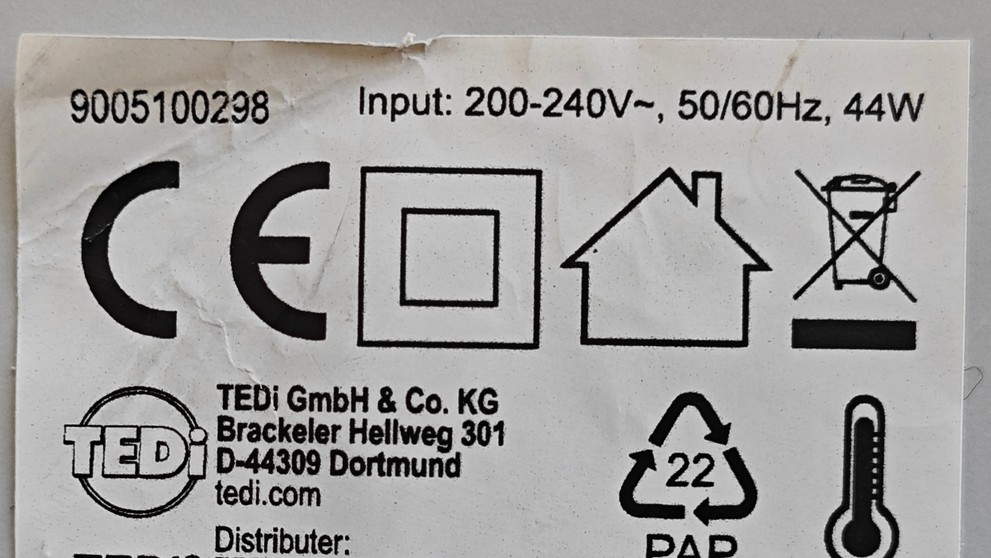 9005100298 Input: 200-240V~, 50/60Hz, 44W
CE
TEDi
TEDi GmbH & Co. KG
Brackeler Hellweg 301
D-44309 Dortmund
tedi.com
22
PAP
Distributer: